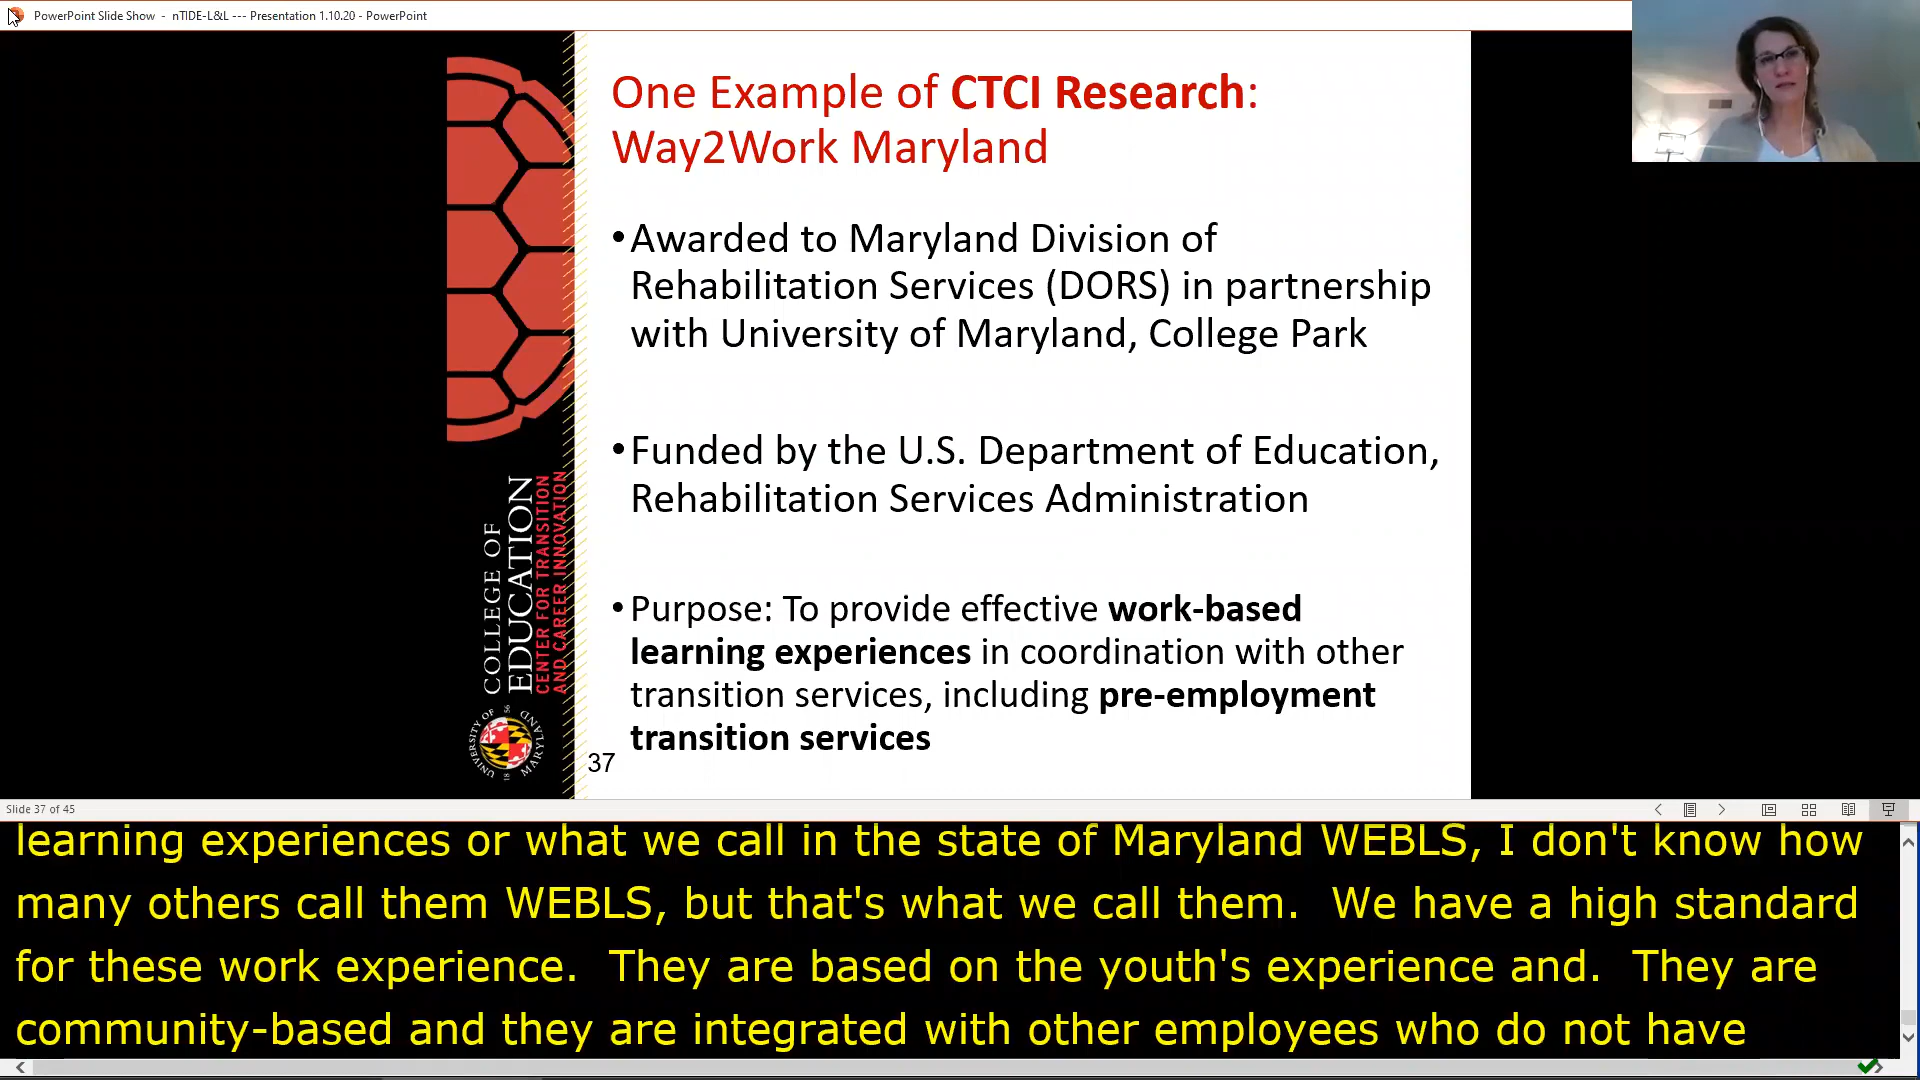 PowerPoint Slide Show - nTIDE-L&L --- Presentation 1.10.20 - PowerPoint
One Example of CTCI Research:
Way2Work Maryland
•Awarded to Maryland Division of
Rehabilitation Services (DORS) in partnership
with University of Maryland, College Park
•Funded by the U.S. Department of Education,
Rehabilitation Services Administration
•Purpose: To provide effective work-based
learning experiences in coordination with other
transition services, including pre-employment
transition services
37
COLLEGE OF
EDUCATION
CENTER FOR TRANSITION
AND CAREER INNOVATION
UNIVERSITY OF MARYLAND
18 56
Slide 37 of 45
learning experiences or what we call in the state of Maryland WEBLS, I don't know how
many others call them WEBLS, but that's what we call them. We have a high standard
for these work experience. They are based on the youth's experience and. They are
community-based and they are integrated with other employees who do not have